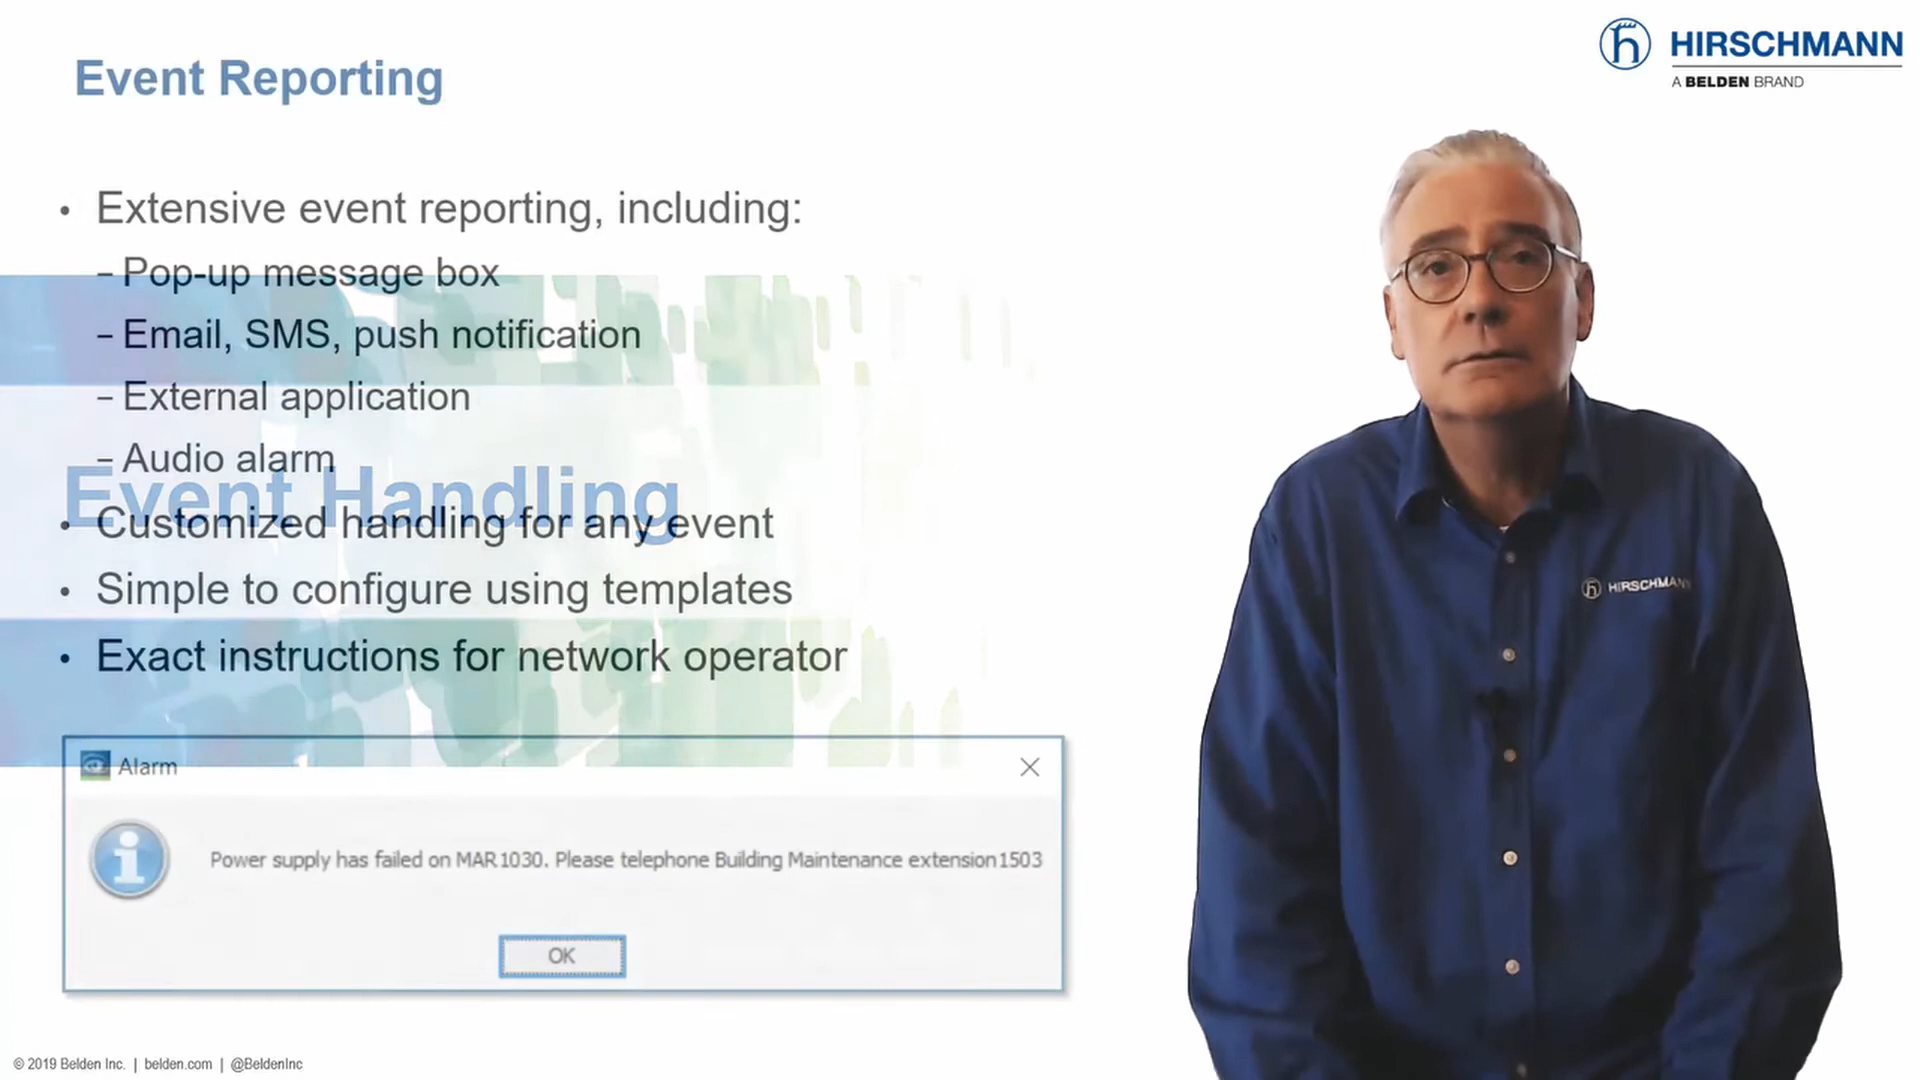 Event Reporting
HIRSCHMANN
A BELDEN BRAND
• Extensive event reporting, including:
– Pop-up message box
– Email, SMS, push notification
– External application
– Audio alarm
Event Handling
• Customized handling for any event
• Simple to configure using templates
• Exact instructions for network operator
HIRSCHMANN
Alarm
Power supply has failed on MAR1030. Please telephone Building Maintenance extension1503
OK
© 2019 Belden Inc. | belden.com | @BeldenInc